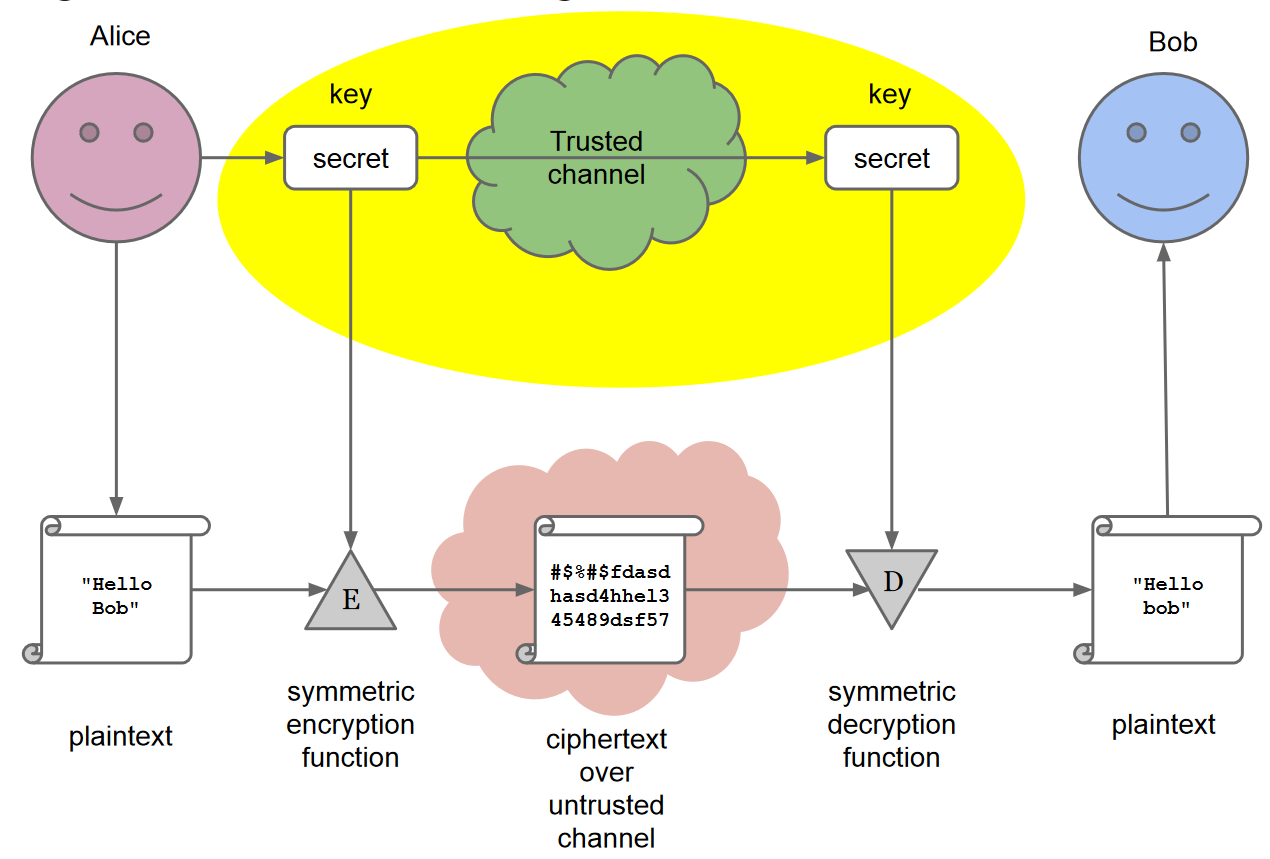 Alice
Bob
key
key
secret
Trusted
channel
secret
"Hello
Bob"
E
#$%#$fdasd
hasd4hhel3
45489dsf57
D
"Hello
bob"
plaintext
symmetric
encryption
function
ciphertext
over
untrusted
channel
symmetric
decryption
function
plaintext